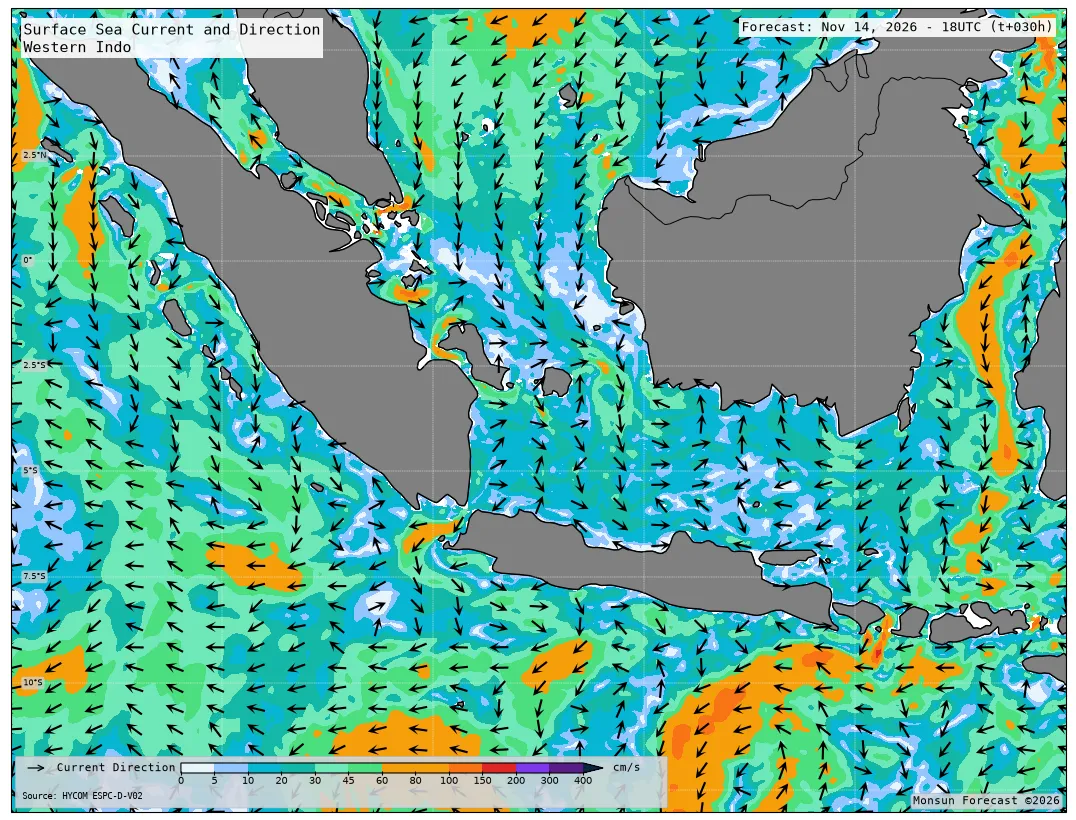 Surface Sea Current and Direction
Western Indo
Forecast: Nov 14, 2026 - 18UTC (t+030h)
2.5°N
0°
2.5°S
5°S
7.5°S
10°S
Current Direction
0 5 10 20 30 45 60 80 100 150 200 300 400 cm/s
Source: HYCOM ESPC-D-V02
Monsun Forecast ©2026